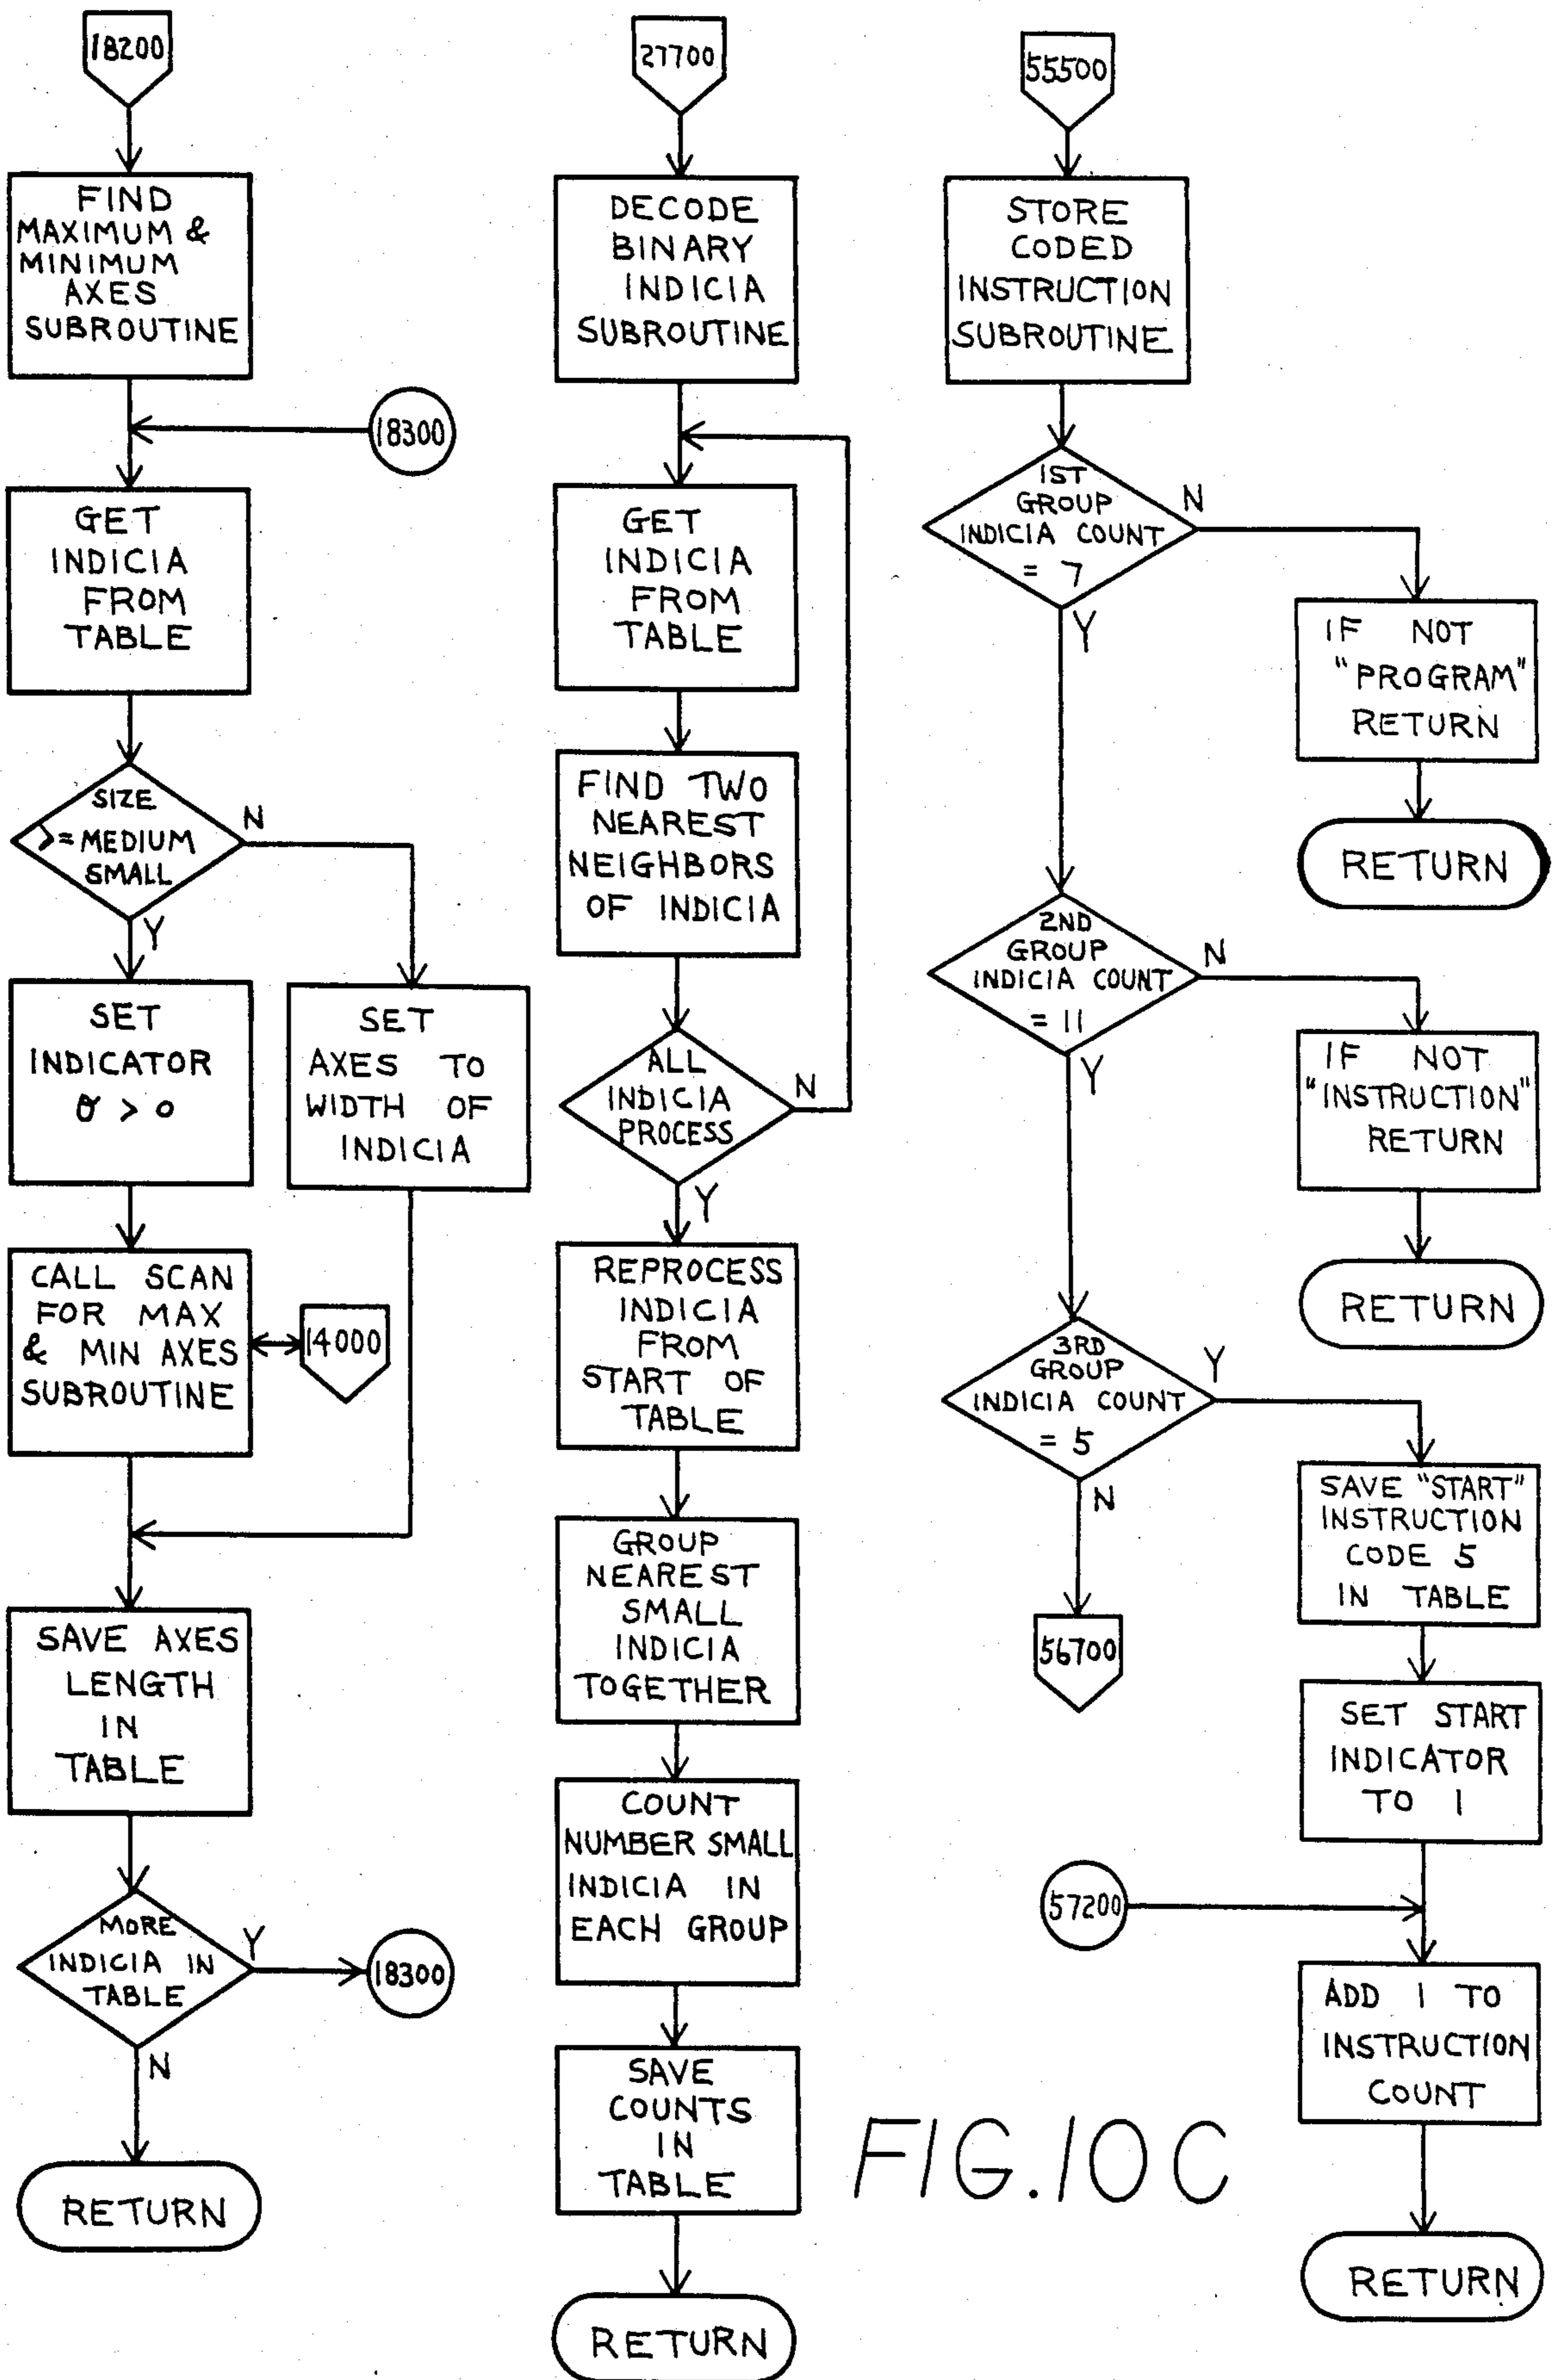 18200
FIND
MAXIMUM &
MINIMUM
AXES
SUBROUTINE
18300
GET
INDICIA
FROM
TABLE
SIZE
>= MEDIUM
SMALL
N
Y
SET
INDICATOR
σ > 0
SET
AXES TO
WIDTH OF
INDICIA
CALL SCAN
FOR MAX
& MIN AXES
SUBROUTINE
14000
SAVE AXES
LENGTH
IN
TABLE
MORE
INDICIA IN
TABLE
Y
18300
N
RETURN
27700
DECODE
BINARY
INDICIA
SUBROUTINE
GET
INDICIA
FROM
TABLE
FIND TWO
NEAREST
NEIGHBORS
OF INDICIA
ALL
INDICIA
PROCESS
N
Y
REPROCESS
INDICIA
FROM
START OF
TABLE
GROUP
NEAREST
SMALL
INDICIA
TOGETHER
COUNT
NUMBER SMALL
INDICIA IN
EACH GROUP
SAVE
COUNTS
IN
TABLE
RETURN
55500
STORE
CODED
INSTRUCTION
SUBROUTINE
1ST
GROUP
INDICIA COUNT
= 7
N
Y
IF NOT
"PROGRAM"
RETURN
RETURN
2ND
GROUP
INDICIA COUNT
= 11
N
Y
IF NOT
"INSTRUCTION"
RETURN
RETURN
3RD
GROUP
INDICIA COUNT
= 5
Y
N
56700
SAVE "START"
INSTRUCTION
CODE 5
IN TABLE
SET START
INDICATOR
TO 1
57200
ADD 1 TO
INSTRUCTION
COUNT
RETURN
FIG. 10C